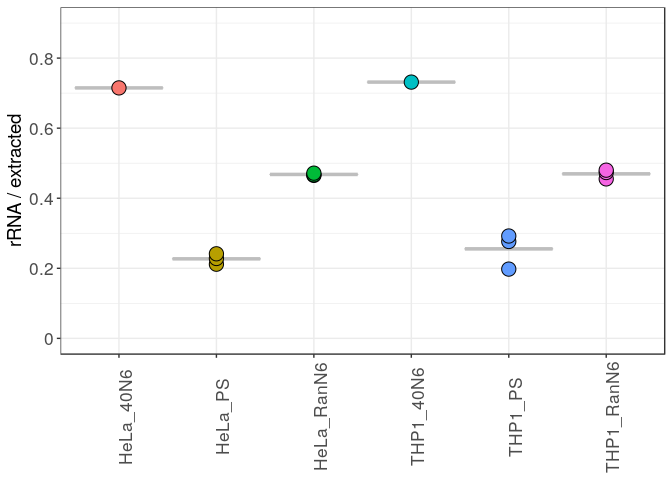 rRNA / extracted
0.8
0.6
0.4
0.2
0
HeLa_40N6
HeLa_PS
HeLa_RanN6
THP1_40N6
THP1_PS
THP1_RanN6